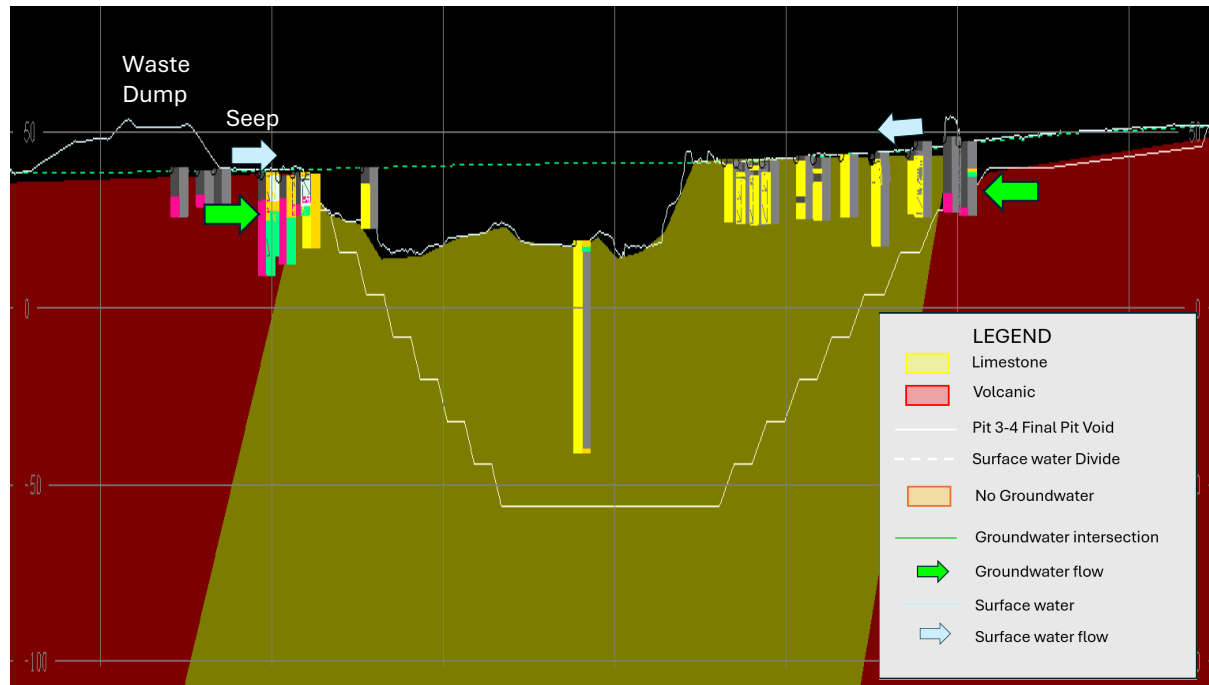 Waste
Dump
Seep
50
50
0
0
-50
-100
LEGEND
Limestone
Volcanic
Pit 3-4 Final Pit Void
Surface water Divide
No Groundwater
Groundwater intersection
Groundwater flow
Surface water
Surface water flow